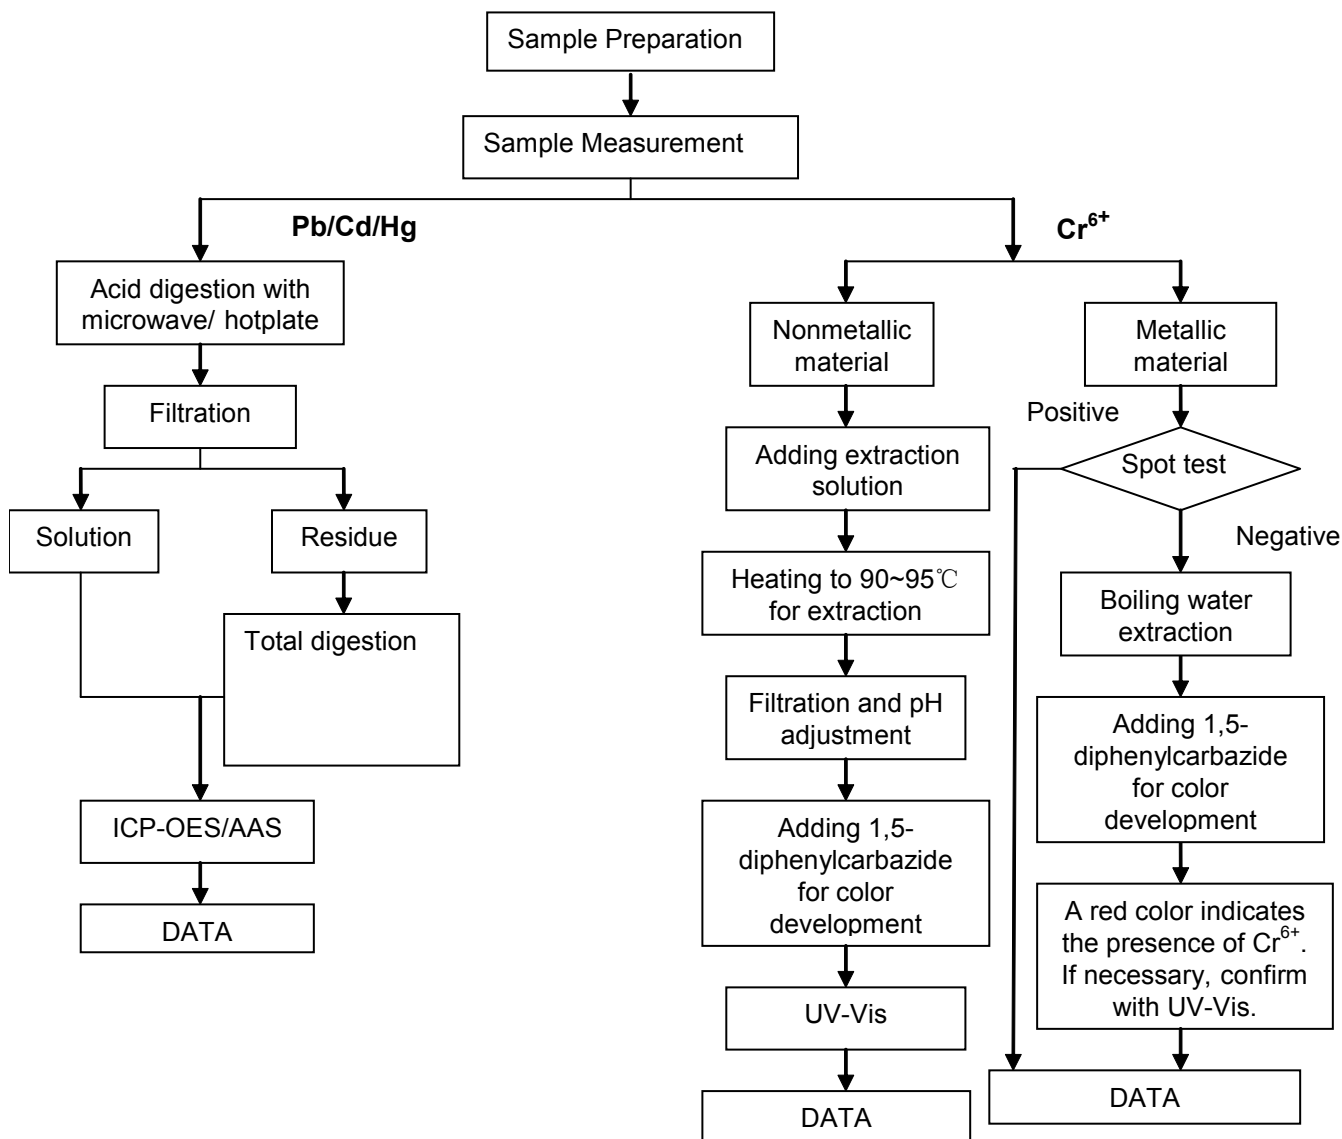 Sample Preparation
Sample Measurement
Pb/Cd/Hg
Acid digestion with
microwave/ hotplate
Filtration
Solution
Residue
Total digestion
ICP-OES/AAS
DATA
Cr⁶⁺
Nonmetallic
material
Adding extraction
solution
Heating to 90~95℃
for extraction
Filtration and pH
adjustment
Adding 1,5-
diphenylcarbazide
for color
development
UV-Vis
DATA
Metallic
material
Positive
Spot test
Negative
Boiling water
extraction
Adding 1,5-
diphenylcarbazide
for color
development
A red color indicates
the presence of Cr⁶⁺.
If necessary, confirm
with UV-Vis.
DATA